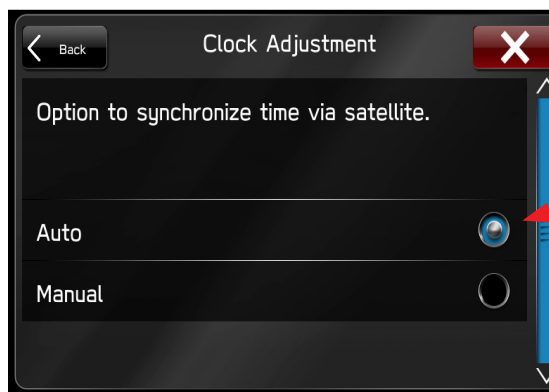 Back
Clock Adjustment
Option to synchronize time via satellite.
Auto
Manual